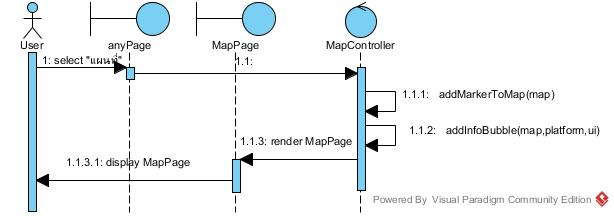 User
anyPage
MapPage
MapController
1: select "แผนที่"
1.1:
1.1.1: addMarkerToMap(map)
1.1.2: addInfoBubble(map,platform,ui)
1.1.3: render MapPage
1.1.3.1: display MapPage
Powered By Visual Paradigm Community Edition